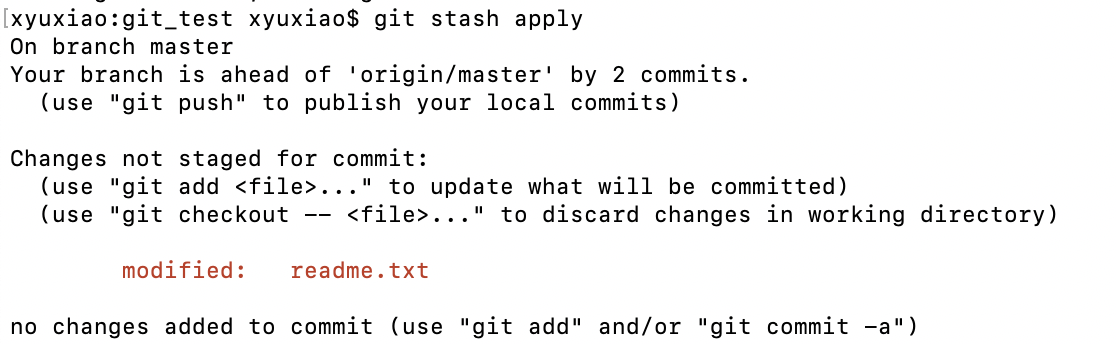 [xyuxiao:git_test xyuxiao$ git stash apply
On branch master
Your branch is ahead of 'origin/master' by 2 commits.
  (use "git push" to publish your local commits)

Changes not staged for commit:
  (use "git add <file>..." to update what will be committed)
  (use "git checkout -- <file>..." to discard changes in working directory)

        modified:   readme.txt

no changes added to commit (use "git add" and/or "git commit -a")